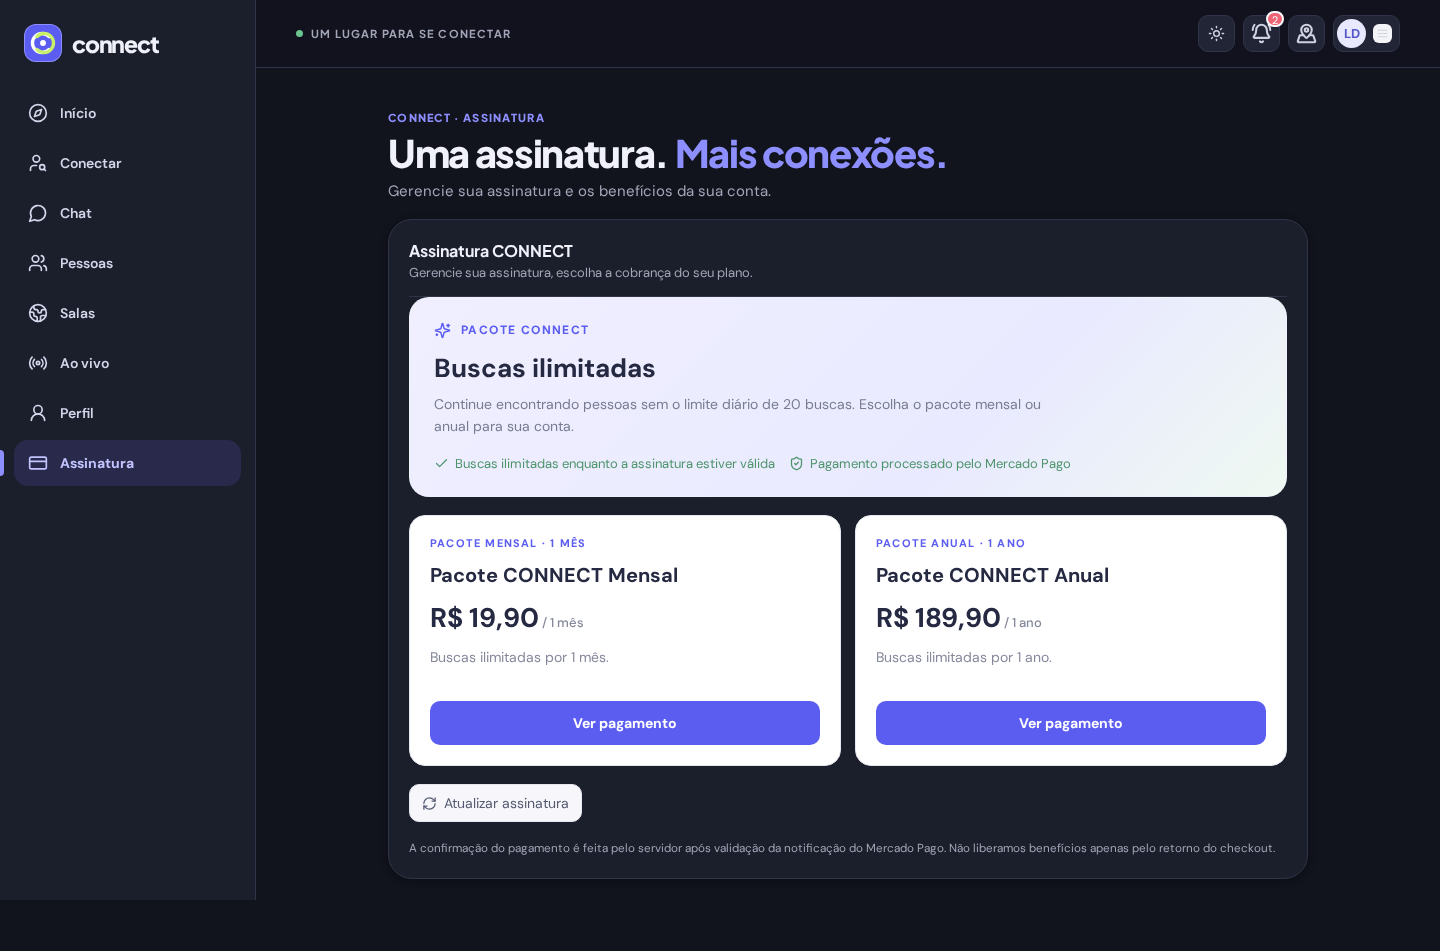 connect
UM LUGAR PARA SE CONECTAR
2
LD
Início
Conectar
Chat
Pessoas
Salas
Ao vivo
Perfil
Assinatura
CONNECT · ASSINATURA
Uma assinatura. Mais conexões.
Gerencie sua assinatura e os benefícios da sua conta.
Assinatura CONNECT
Gerencie sua assinatura, escolha a cobrança do seu plano.
PACOTE CONNECT
Buscas ilimitadas
Continue encontrando pessoas sem o limite diário de 20 buscas. Escolha o pacote mensal ou
anual para sua conta.
Buscas ilimitadas enquanto a assinatura estiver válida
Pagamento processado pelo Mercado Pago
PACOTE MENSAL · 1 MÊS
Pacote CONNECT Mensal
R$ 19,90 / 1 mês
Buscas ilimitadas por 1 mês.
Ver pagamento
PACOTE ANUAL · 1 ANO
Pacote CONNECT Anual
R$ 189,90 / 1 ano
Buscas ilimitadas por 1 ano.
Ver pagamento
Atualizar assinatura
A confirmação do pagamento é feita pelo servidor após validação da notificação do Mercado Pago. Não liberamos benefícios apenas pelo retorno do checkout.